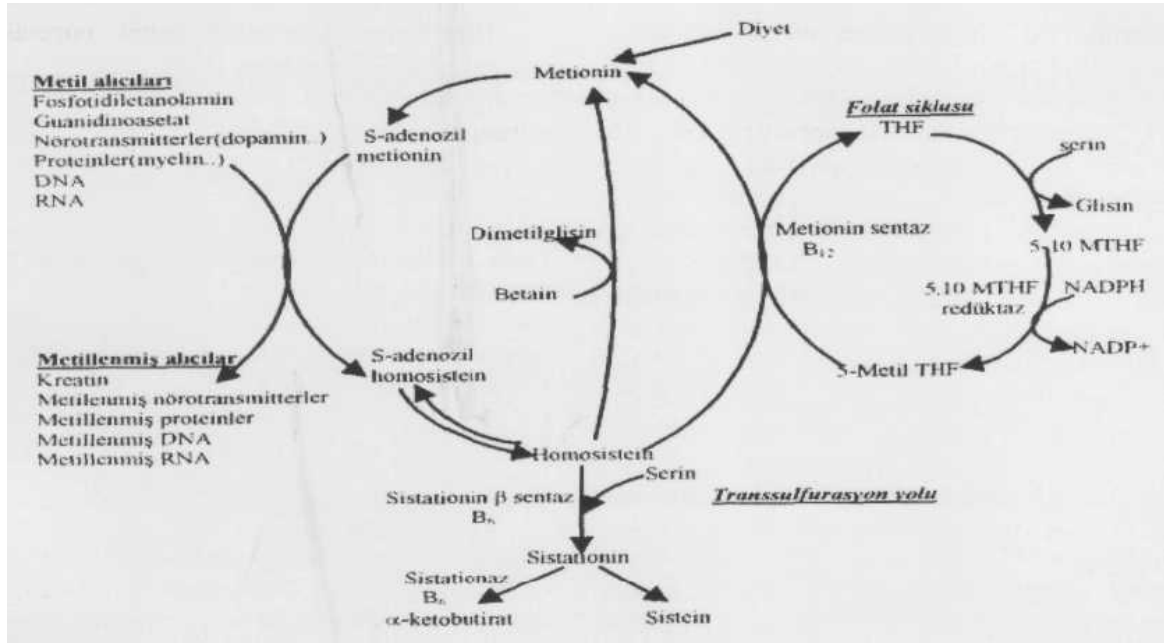 Diyet
Metionin
Metil alıcıları
Fosfotidiletanolamin
Guanidinoasetat
Nörotransmitterler(dopamin..)
Proteinler(myelin..)
DNA
RNA
S-adenozil
metionin
Folat siklusu
THF
serin
Glisin
5-10 MTHF
5,10 MTHF
redüktaz
NADPH
NADP+
5-Metil THF
Metionin sentaz
B12
Dimetilglisin
Betain
Metillenmiş alıcılar
Kreatin
Metilenmiş nörotransmitterler
Metillenmiş proteinler
Metillenmiş DNA
Metillenmiş RNA
S-adenozil
homosistein
Homosistein
Serin
Sistationin β sentaz
B6
Transsulfurasyon yolu
Sistationin
Sistationaz
B6
α-ketobutirat
Sistein